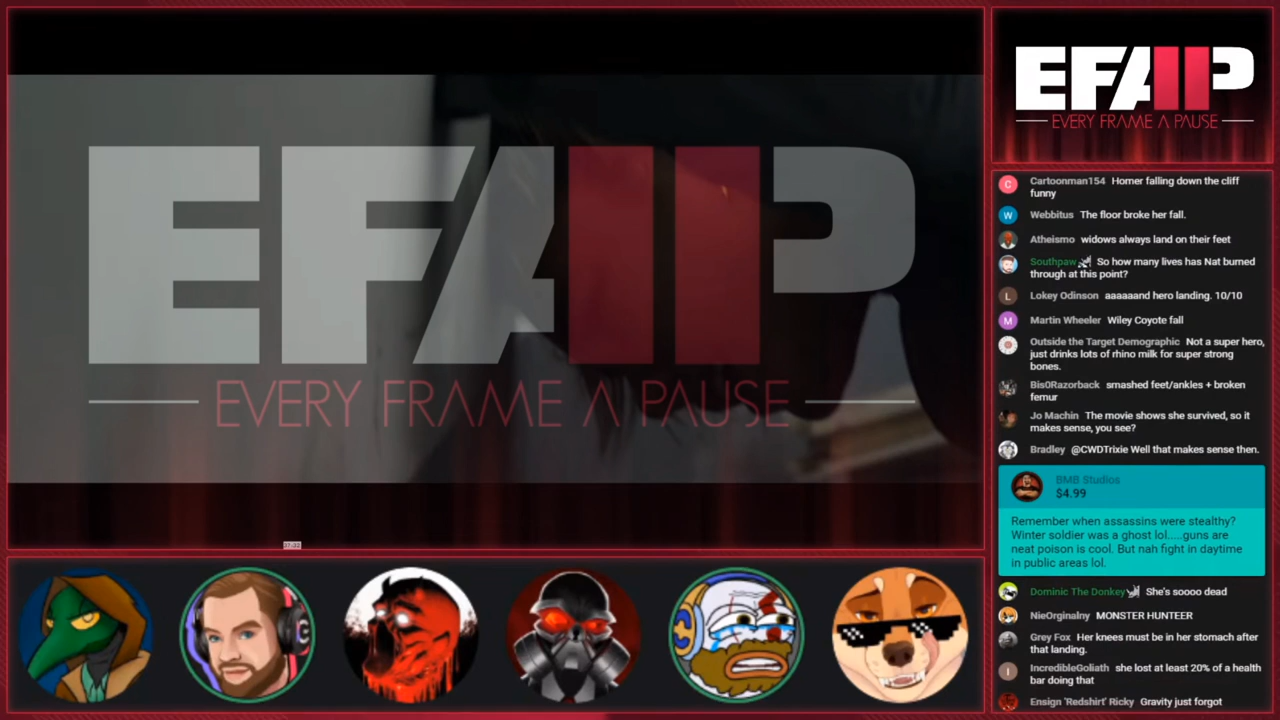 EFAP
EVERY FRAME A PAUSE
EFAP
EVERY FRAME A PAUSE
Cartoonman154 Homer falling down the cliff
funny
Webbitus The floor broke her fall.
Atheismo widows always land on their feet
Southpaw So how many lives has Nat burned
through at this point?
Lokey Odinson aaaaaand hero landing. 10/10
Martin Wheeler Wiley Coyote fall
Outside the Target Demographic Not a super hero,
just drinks lots of rhino milk for super strong
bones.
Bis0Razorback smashed feet/ankles + broken
femur
Jo Machin The movie shows she survived, so it
makes sense, you see?
Bradley @CWDTrixie Well that makes sense then.
BMB Studios
$4.99
Remember when assassins were stealthy?
Winter soldier was a ghost lol.....guns are
neat poison is cool. But nah fight in daytime
in public areas lol.
Dominic The Donkey She's soooo dead
NieOrginalny MONSTER HUNTEER
Grey Fox Her knees must be in her stomach after
that landing.
IncredibleGoliath she lost at least 20% of a health
bar doing that
Ensign 'Redshirt' Ricky Gravity just forgot